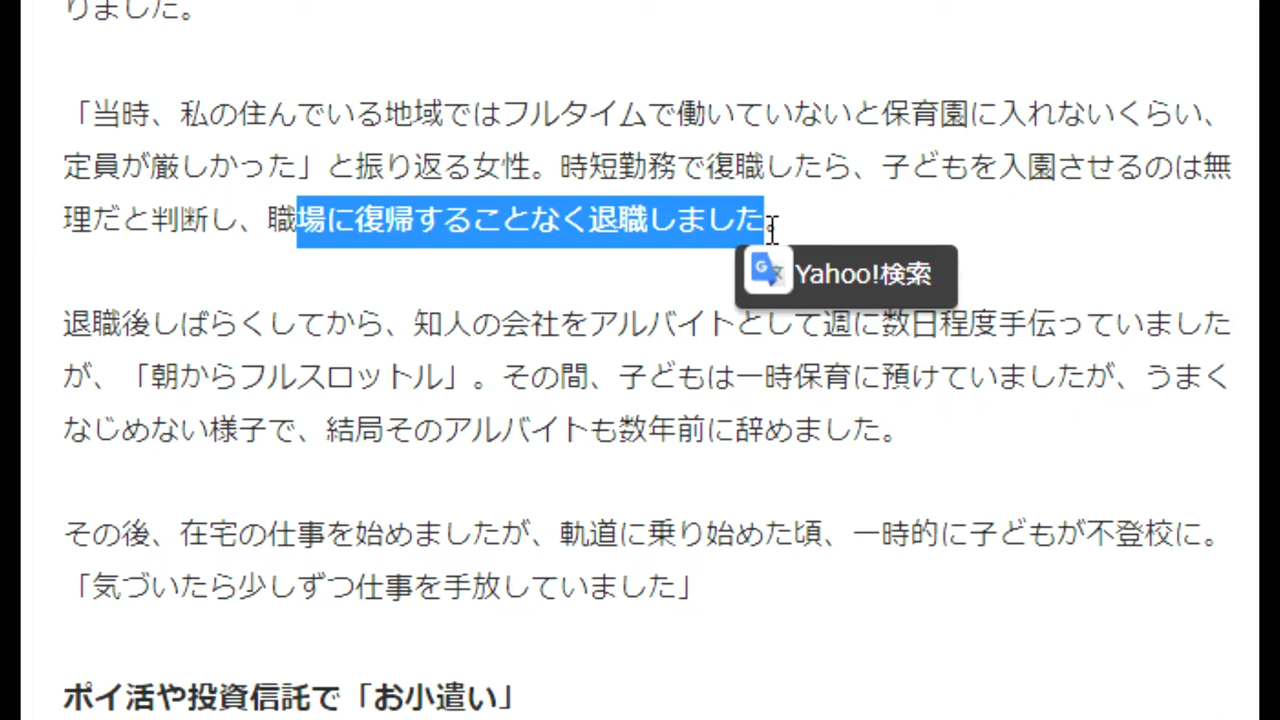 りました。
「当時、私の住んでいる地域ではフルタイムで働いていないと保育園に入れないくらい、
定員が厳しかった」と振り返る女性。時短勤務で復職したら、子どもを入園させるのは無
理だと判断し、職場に復帰することなく退職しました。
Yahoo!検索
退職後しばらくしてから、知人の会社をアルバイトとして週に数日程度手伝っていました
が、「朝からフルスロットル」。その間、子どもは一時保育に預けていましたが、うまく
なじめない様子で、結局そのアルバイトも数年前に辞めました。
その後、在宅の仕事を始めましたが、軌道に乗り始めた頃、一時的に子どもが不登校に。
「気づいたら少しずつ仕事を手放していました」
ポイ活や投資信託で「お小遣い」